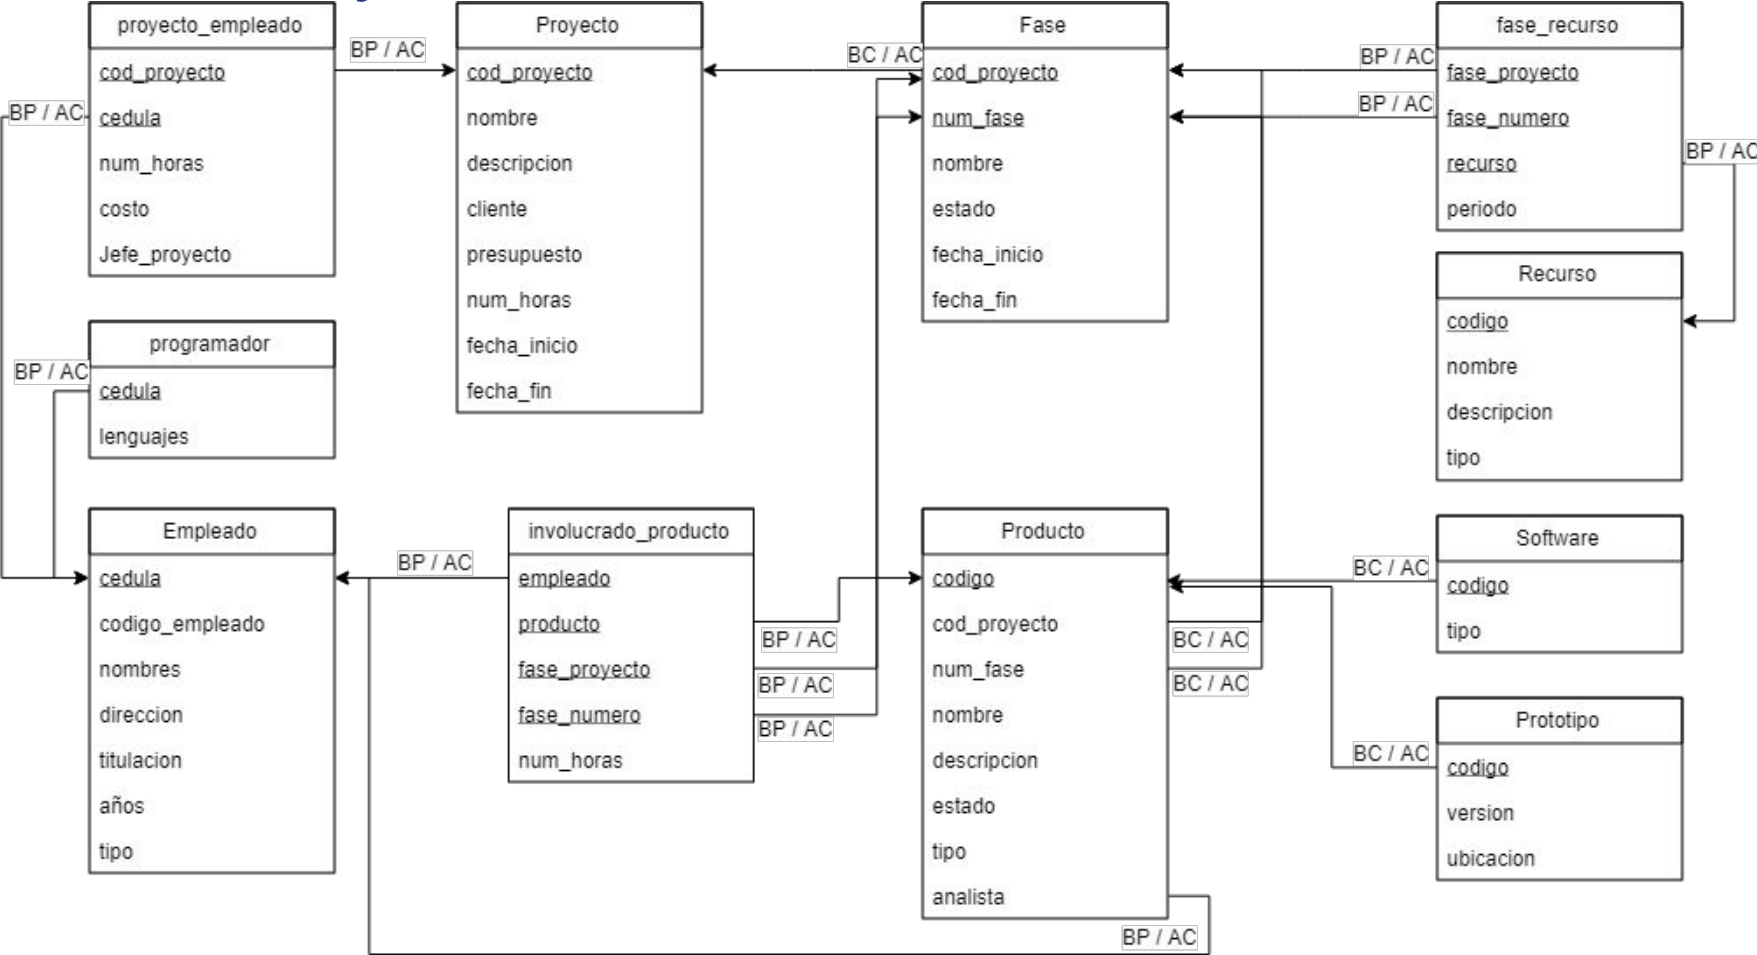 proyecto_empleado
cod_proyecto
cedula
num_horas
costo
Jefe_proyecto
BP / AC
BP / AC
Proyecto
cod_proyecto
nombre
descripcion
cliente
presupuesto
num_horas
fecha_inicio
fecha_fin
BC / AC
Fase
cod_proyecto
num_fase
nombre
estado
fecha_inicio
fecha_fin
BP / AC
BP / AC
fase_recurso
fase_proyecto
fase_numero
recurso
periodo
BP / AC
Recurso
codigo
nombre
descripcion
tipo
programador
cedula
lenguajes
BP / AC
Empleado
cedula
codigo_empleado
nombres
direccion
titulacion
años
tipo
BP / AC
involucrado_producto
empleado
producto
fase_proyecto
fase_numero
num_horas
BP / AC
BP / AC
BP / AC
Producto
codigo
cod_proyecto
num_fase
nombre
descripcion
estado
tipo
analista
BC / AC
BC / AC
BP / AC
BC / AC
Software
codigo
tipo
BC / AC
Prototipo
codigo
version
ubicacion